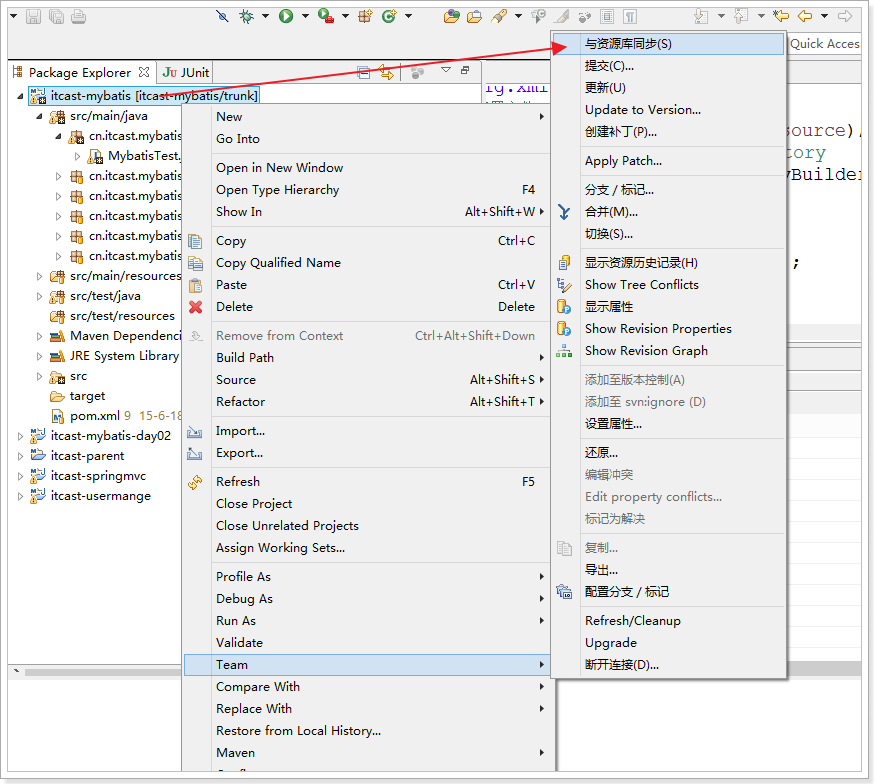 Quick Acces
Package Explorer
JUnit
itcast-mybatis [itcast-mybatis/trunk]
src/main/java
cn.itcast.mybatis
MybatisTest.
cn.itcast.mybatis
cn.itcast.mybatis
cn.itcast.mybatis
cn.itcast.mybatis
cn.itcast.mybatis
src/main/resources
src/test/java
src/test/resources
Maven Dependenci
JRE System Library
src
target
pom.xml 9 15-6-18
itcast-mybatis-day02
itcast-parent
itcast-springmvc
itcast-usermange
New
Go Into
Open in New Window
Open Type Hierarchy F4
Show In Alt+Shift+W
Copy Ctrl+C
Copy Qualified Name
Paste Ctrl+V
Delete Delete
Remove from Context Ctrl+Alt+Shift+Down
Build Path
Source Alt+Shift+S
Refactor Alt+Shift+T
Import...
Export...
Refresh F5
Close Project
Close Unrelated Projects
Assign Working Sets...
Profile As
Debug As
Run As
Validate
Team
Compare With
Replace With
Restore from Local History...
Maven
与资源库同步(S)
提交(C)...
更新(U)
Update to Version...
创建补丁(P)...
Apply Patch...
分支 / 标记...
合并(M)...
切换(S)...
显示资源历史记录(H)
Show Tree Conflicts
显示属性
Show Revision Properties
Show Revision Graph
添加至版本控制(A)
添加至 svn:ignore (D)
设置属性...
还原...
编辑冲突
Edit property conflicts...
标记为解决
复制...
导出...
配置分支 / 标记
Refresh/Cleanup
Upgrade
断开连接(D)...
source)
tory
yBuilder
;